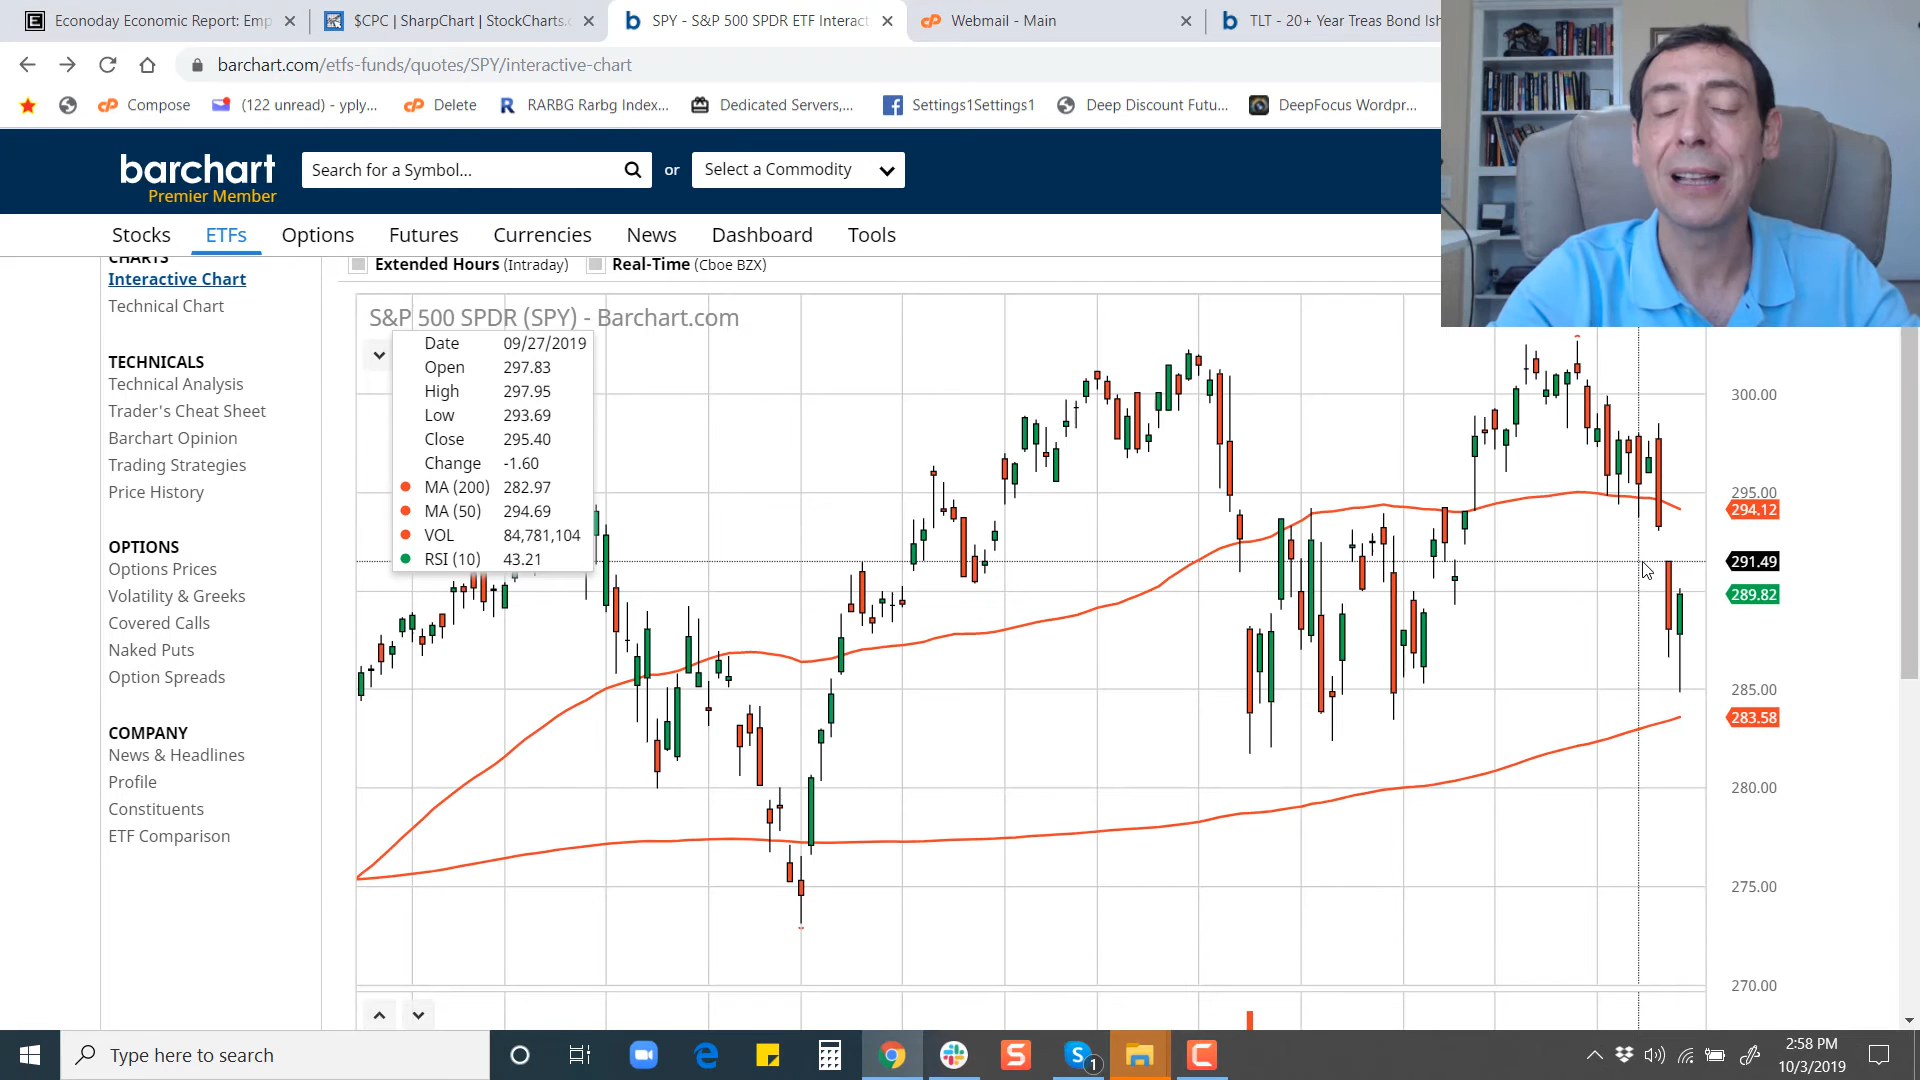 Econoday Economic Report: Emp
$CPC | SharpChart | StockCharts.c
SPY - S&P 500 SPDR ETF Interact
Webmail - Main
TLT - 20+ Year Treas Bond Ish
barchart.com/etfs-funds/quotes/SPY/interactive-chart
Compose
(122 unread) - yply...
Delete
RARBG Rarbg Index...
Dedicated Servers,...
Settings1Settings1
Deep Discount Futu...
DeepFocus Wordpr...
barchart
Premier Member
Search for a Symbol...
or
Select a Commodity
Stocks
ETFs
Options
Futures
Currencies
News
Dashboard
Tools
CHARTS
Interactive Chart
Technical Chart
TECHNICALS
Technical Analysis
Trader's Cheat Sheet
Barchart Opinion
Trading Strategies
Price History
OPTIONS
Options Prices
Volatility & Greeks
Covered Calls
Naked Puts
Option Spreads
COMPANY
News & Headlines
Profile
Constituents
ETF Comparison
Extended Hours (Intraday)
Real-Time (Cboe BZX)
S&P 500 SPDR (SPY) - Barchart.com
Date 09/27/2019
Open 297.83
High 297.95
Low 293.69
Close 295.40
Change -1.60
MA (200) 282.97
MA (50) 294.69
VOL 84,781,104
RSI (10) 43.21
300.00
295.00
294.12
291.49
289.82
285.00
283.58
280.00
275.00
270.00
Type here to search
1
2:58 PM
10/3/2019